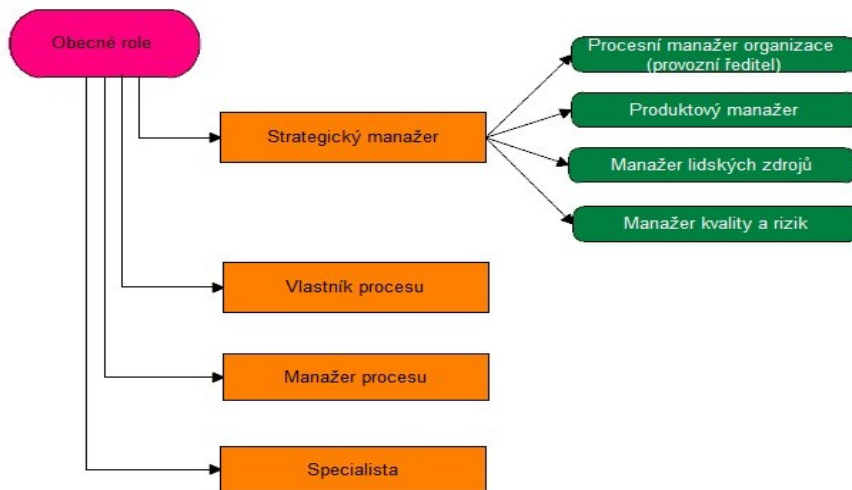 Obecné role
Procesní manažer organizace
(provozní ředitel)
Strategický manažer
Produktový manažer
Manažer lidských zdrojů
Manažer kvality a rizik
Vlastník procesu
Manažer procesu
Specialista